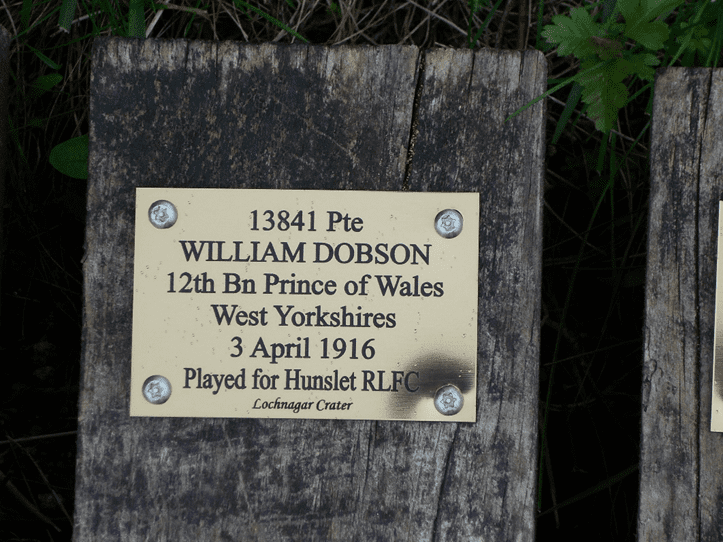 13841 Pte
WILLIAM DOBSON
12th Bn Prince of Wales
West Yorkshires
3 April 1916
Played for Hunslet RLFC
Lochnagar Crater